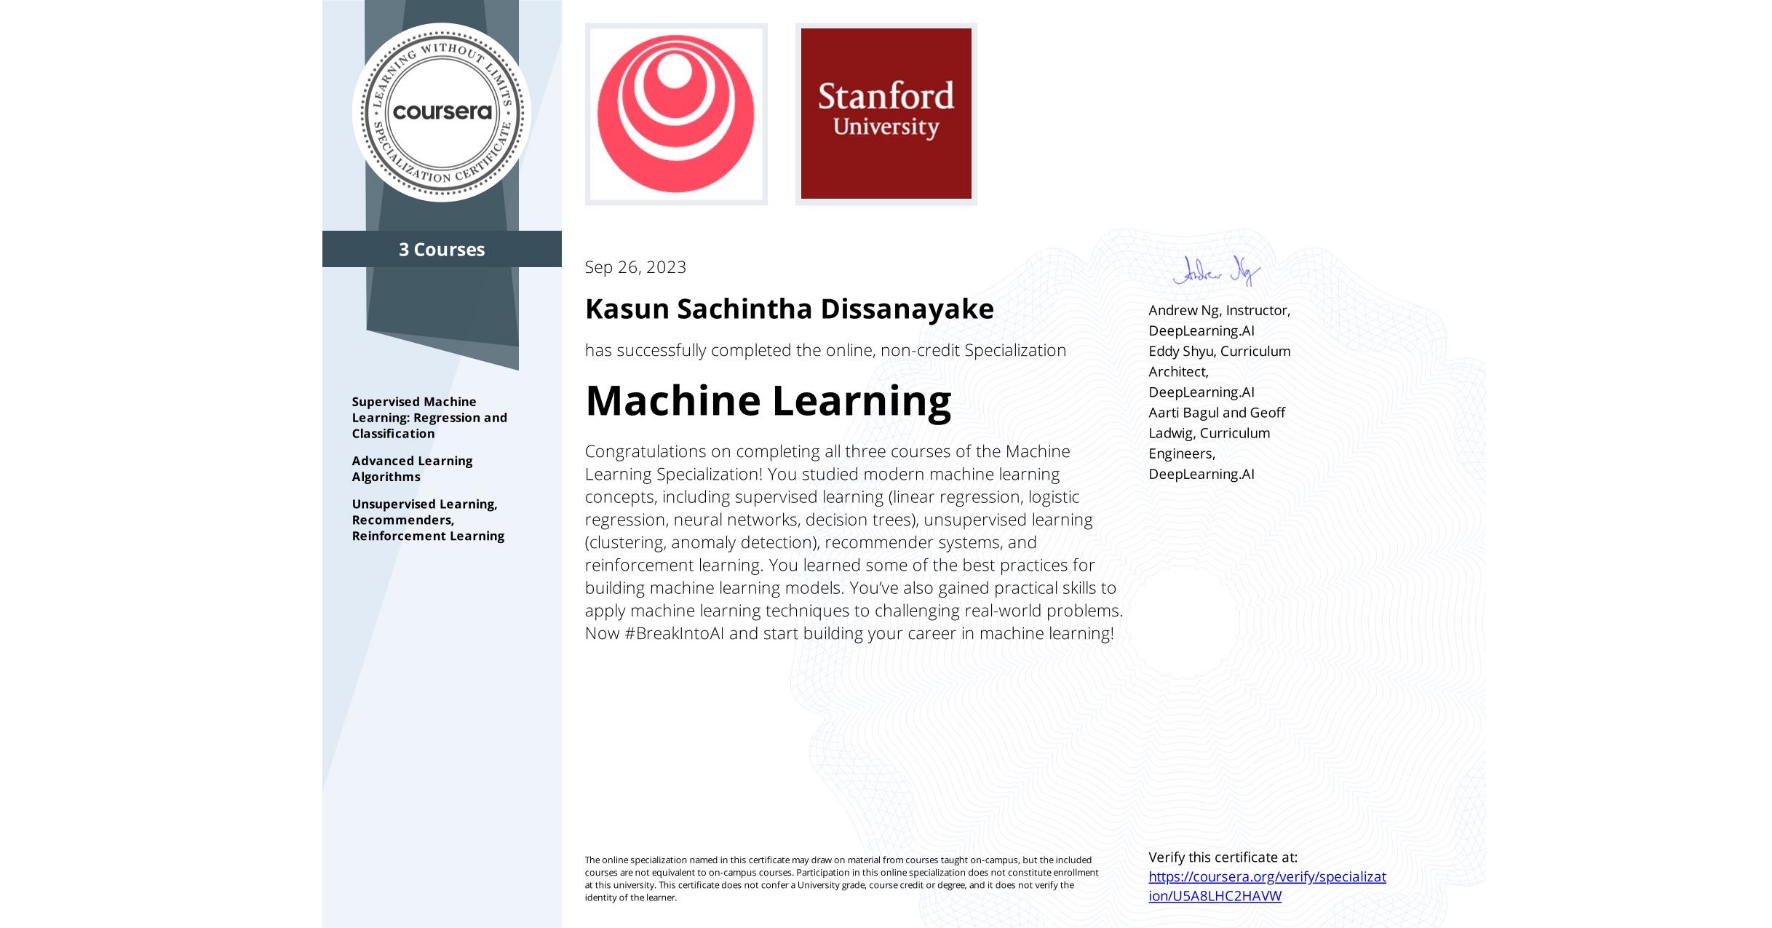 LEARNING WITHOUT LIMITS
coursera
SPECIALIZATION CERTIFICATE
Stanford
University
3 Courses
Supervised Machine
Learning: Regression and
Classification
Advanced Learning
Algorithms
Unsupervised Learning,
Recommenders,
Reinforcement Learning
Sep 26, 2023
Kasun Sachintha Dissanayake
has successfully completed the online, non-credit Specialization
Machine Learning
Congratulations on completing all three courses of the Machine
Learning Specialization! You studied modern machine learning
concepts, including supervised learning (linear regression, logistic
regression, neural networks, decision trees), unsupervised learning
(clustering, anomaly detection), recommender systems, and
reinforcement learning. You learned some of the best practices for
building machine learning models. You’ve also gained practical skills to
apply machine learning techniques to challenging real-world problems.
Now #BreakIntoAI and start building your career in machine learning!
Andrew Ng
Andrew Ng, Instructor,
DeepLearning.AI
Eddy Shyu, Curriculum
Architect,
DeepLearning.AI
Aarti Bagul and Geoff
Ladwig, Curriculum
Engineers,
DeepLearning.AI
The online specialization named in this certificate may draw on material from courses taught on-campus, but the included
courses are not equivalent to on-campus courses. Participation in this online specialization does not constitute enrollment
at this university. This certificate does not confer a University grade, course credit or degree, and it does not verify the
identity of the learner.
Verify this certificate at:
https://coursera.org/verify/specializat
ion/U5A8LHC2HAVW